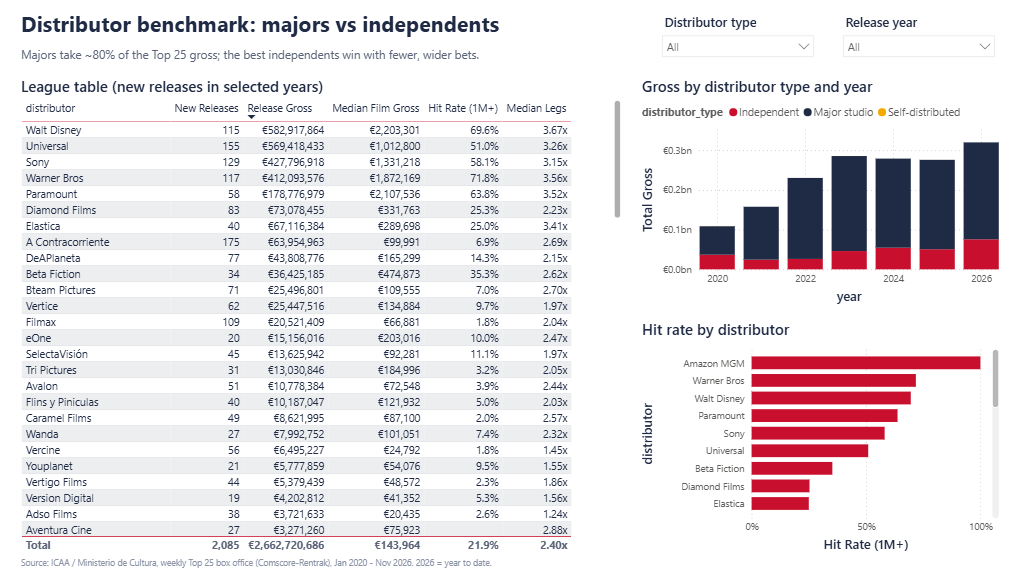 Distributor benchmark: majors vs independents
Majors take ~80% of the Top 25 gross; the best independents win with fewer, wider bets.
Distributor type
All
Release year
All
League table (new releases in selected years)
distributor New Releases Release Gross Median Film Gross Hit Rate (1M+) Median Legs
Walt Disney 115 €582,917,864 €2,203,301 69.6% 3.67x
Universal 155 €569,418,433 €1,012,800 51.0% 3.26x
Sony 129 €427,796,918 €1,331,218 58.1% 3.15x
Warner Bros 117 €412,093,576 €1,872,169 71.8% 3.56x
Paramount 58 €178,776,979 €2,107,536 63.8% 3.52x
Diamond Films 83 €73,078,455 €331,763 25.3% 2.23x
Elastica 40 €67,116,384 €289,698 25.0% 3.41x
A Contracorriente 175 €63,954,963 €99,991 6.9% 2.69x
DeAPlaneta 77 €43,808,776 €165,299 14.3% 2.15x
Beta Fiction 34 €36,425,185 €474,873 35.3% 2.62x
Bteam Pictures 71 €25,496,801 €109,555 7.0% 2.70x
Vertice 62 €25,447,516 €134,884 9.7% 1.97x
Filmax 109 €20,521,409 €66,881 1.8% 2.04x
eOne 20 €15,156,016 €203,016 10.0% 2.47x
SelectaVisión 45 €13,625,942 €92,281 11.1% 1.97x
Tri Pictures 31 €13,030,846 €184,996 3.2% 2.05x
Avalon 51 €10,778,384 €72,548 3.9% 2.44x
Flins y Piniculas 40 €10,187,047 €121,932 5.0% 2.03x
Caramel Films 49 €8,621,995 €87,100 2.0% 2.57x
Wanda 27 €7,992,752 €101,051 7.4% 2.32x
Vercine 56 €6,495,227 €24,792 1.8% 1.45x
Youplanet 21 €5,777,859 €54,076 9.5% 1.55x
Vertigo Films 44 €5,379,439 €48,572 2.3% 1.86x
Version Digital 19 €4,202,812 €41,352 5.3% 1.56x
Adso Films 38 €3,721,633 €20,435 2.6% 1.24x
Aventura Cine 27 €3,271,260 €75,923 2.88x
Total 2,085 €2,662,720,686 €143,964 21.9% 2.40x
Source: ICAA / Ministerio de Cultura, weekly Top 25 box office (Comscore-Rentrak), Jan 2020 - Nov 2026. 2026 = year to date.
Gross by distributor type and year
distributor_type Independent Major studio Self-distributed
Total Gross
€0.3bn
€0.2bn
€0.1bn
€0.0bn
2020 2022 2024 2026
year
Hit rate by distributor
distributor
Amazon MGM
Warner Bros
Walt Disney
Paramount
Sony
Universal
Beta Fiction
Diamond Films
Elastica
0% 50% 100%
Hit Rate (1M+)